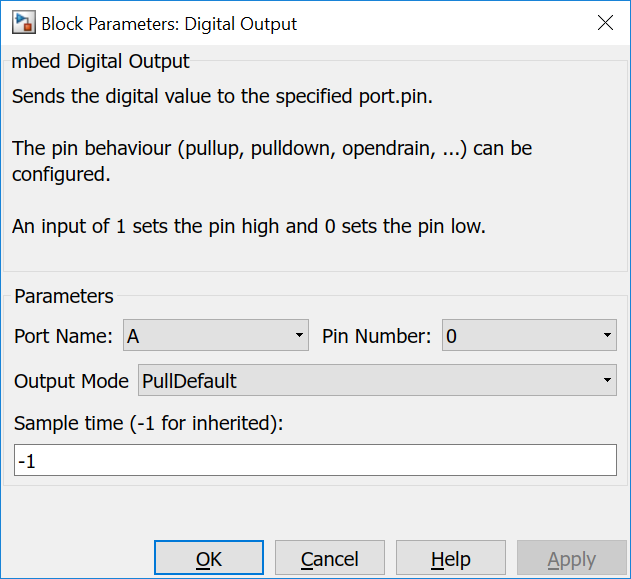 Block Parameters: Digital Output
mbed Digital Output
Sends the digital value to the specified port.pin.
The pin behaviour (pullup, pulldown, opendrain, ...) can be
configured.
An input of 1 sets the pin high and 0 sets the pin low.
Parameters
Port Name: A Pin Number: 0
Output Mode PullDefault
Sample time (-1 for inherited):
-1
OK Cancel Help Apply